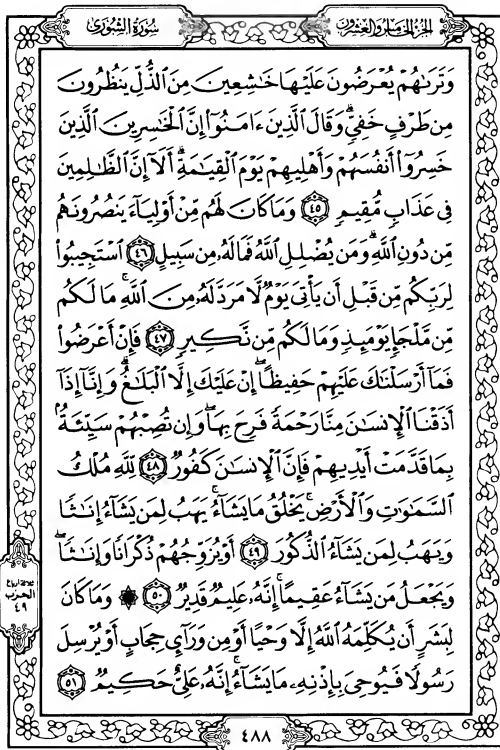 الجزء الخامس والعشرون
سورة الشورى
وَتَرَىٰهُمْ يُعْرَضُونَ عَلَيْهَا خَٰشِعِينَ مِنَ ٱلذُّلِّ يَنظُرُونَ
مِن طَرْفٍ خَفِىٍّ ۗ وَقَالَ ٱلَّذِينَ ءَامَنُوٓا۟ إِنَّ ٱلْخَٰسِرِينَ ٱلَّذِينَ
خَسِرُوٓا۟ أَنفُسَهُمْ وَأَهْلِيهِمْ يَوْمَ ٱلْقِيَٰمَةِ ۗ أَلَآ إِنَّ ٱلظَّٰلِمِينَ
فِى عَذَابٍ مُّقِيمٍ ٤٥ وَمَا كَانَ لَهُم مِّنْ أَوْلِيَآءَ يَنصُرُونَهُم
مِّن دُونِ ٱللَّهِ ۗ وَمَن يُضْلِلِ ٱللَّهُ فَمَا لَهُۥ مِن سَبِيلٍ ٤٦ ٱسْتَجِيبُوا۟
لِرَبِّكُم مِّن قَبْلِ أَن يَأْتِىَ يَوْمٌ لَّا مَرَدَّ لَهُۥ مِنَ ٱللَّهِ ۚ مَا لَكُم
مِّن مَّلْجَإٍ يَوْمَئِذٍ وَمَا لَكُم مِّن نَّكِيرٍ ٤٧ فَإِنْ أَعْرَضُوا۟
فَمَآ أَرْسَلْنَٰكَ عَلَيْهِمْ حَفِيظًا ۖ إِنْ عَلَيْكَ إِلَّا ٱلْبَلَٰغُ ۗ وَإِنَّآ إِذَآ
أَذَقْنَا ٱلْإِنسَٰنَ مِنَّا رَحْمَةً فَرِحَ بِهَا ۖ وَإِن تُصِبْهُمْ سَيِّئَةٌۢ
بِمَا قَدَّمَتْ أَيْدِيهِمْ فَإِنَّ ٱلْإِنسَٰنَ كَفُورٌ ٤٨ لِّلَّهِ مُلْكُ
ٱلسَّمَٰوَٰتِ وَٱلْأَرْضِ ۚ يَخْلُقُ مَا يَشَآءُ ۚ يَهَبُ لِمَن يَشَآءُ إِنَٰثًا
وَيَهَبُ لِمَن يَشَآءُ ٱلذُّكُورَ ٤٩ أَوْ يُزَوِّجُهُمْ ذُكْرَانًا وَإِنَٰثًا ۖ
وَيَجْعَلُ مَن يَشَآءُ عَقِيمًا ۚ إِنَّهُۥ عَلِيمٌ قَدِيرٌ ٥٠ ۞ وَمَا كَانَ
لِبَشَرٍ أَن يُكَلِّمَهُ ٱللَّهُ إِلَّا وَحْيًا أَوْ مِن وَرَآئِ حِجَابٍ أَوْ يُرْسِلَ
رَسُولًا فَيُوحِىَ بِإِذْنِهِۦ مَا يَشَآءُ ۚ إِنَّهُۥ عَلِىٌّ حَكِيمٌ ٥١
ثلاثة أرباع
الحزب
٤٩
٤٨٨